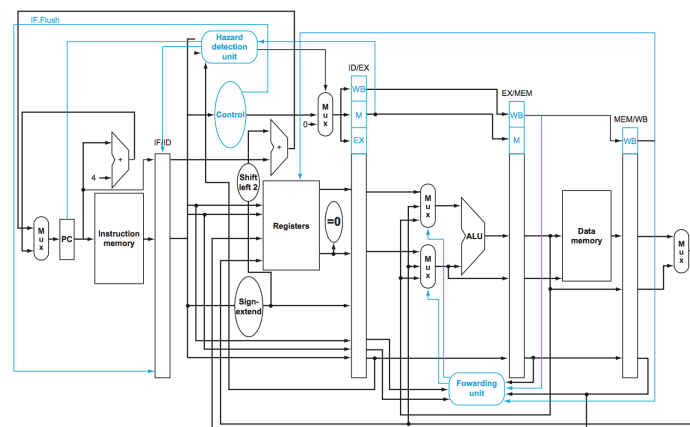 IF.Flush
Hazard
detection
unit
ID/EX
WB
EX/MEM
Control
M
u
x
M
WB
MEM/WB
0
IF/ID
EX
M
WB
+
+
4
Shift
left 2
M
u
x
Registers
=0
M
u
x
PC
Instruction
memory
ALU
Data
memory
M
u
x
M
u
x
Sign-
extend
Fowarding
unit